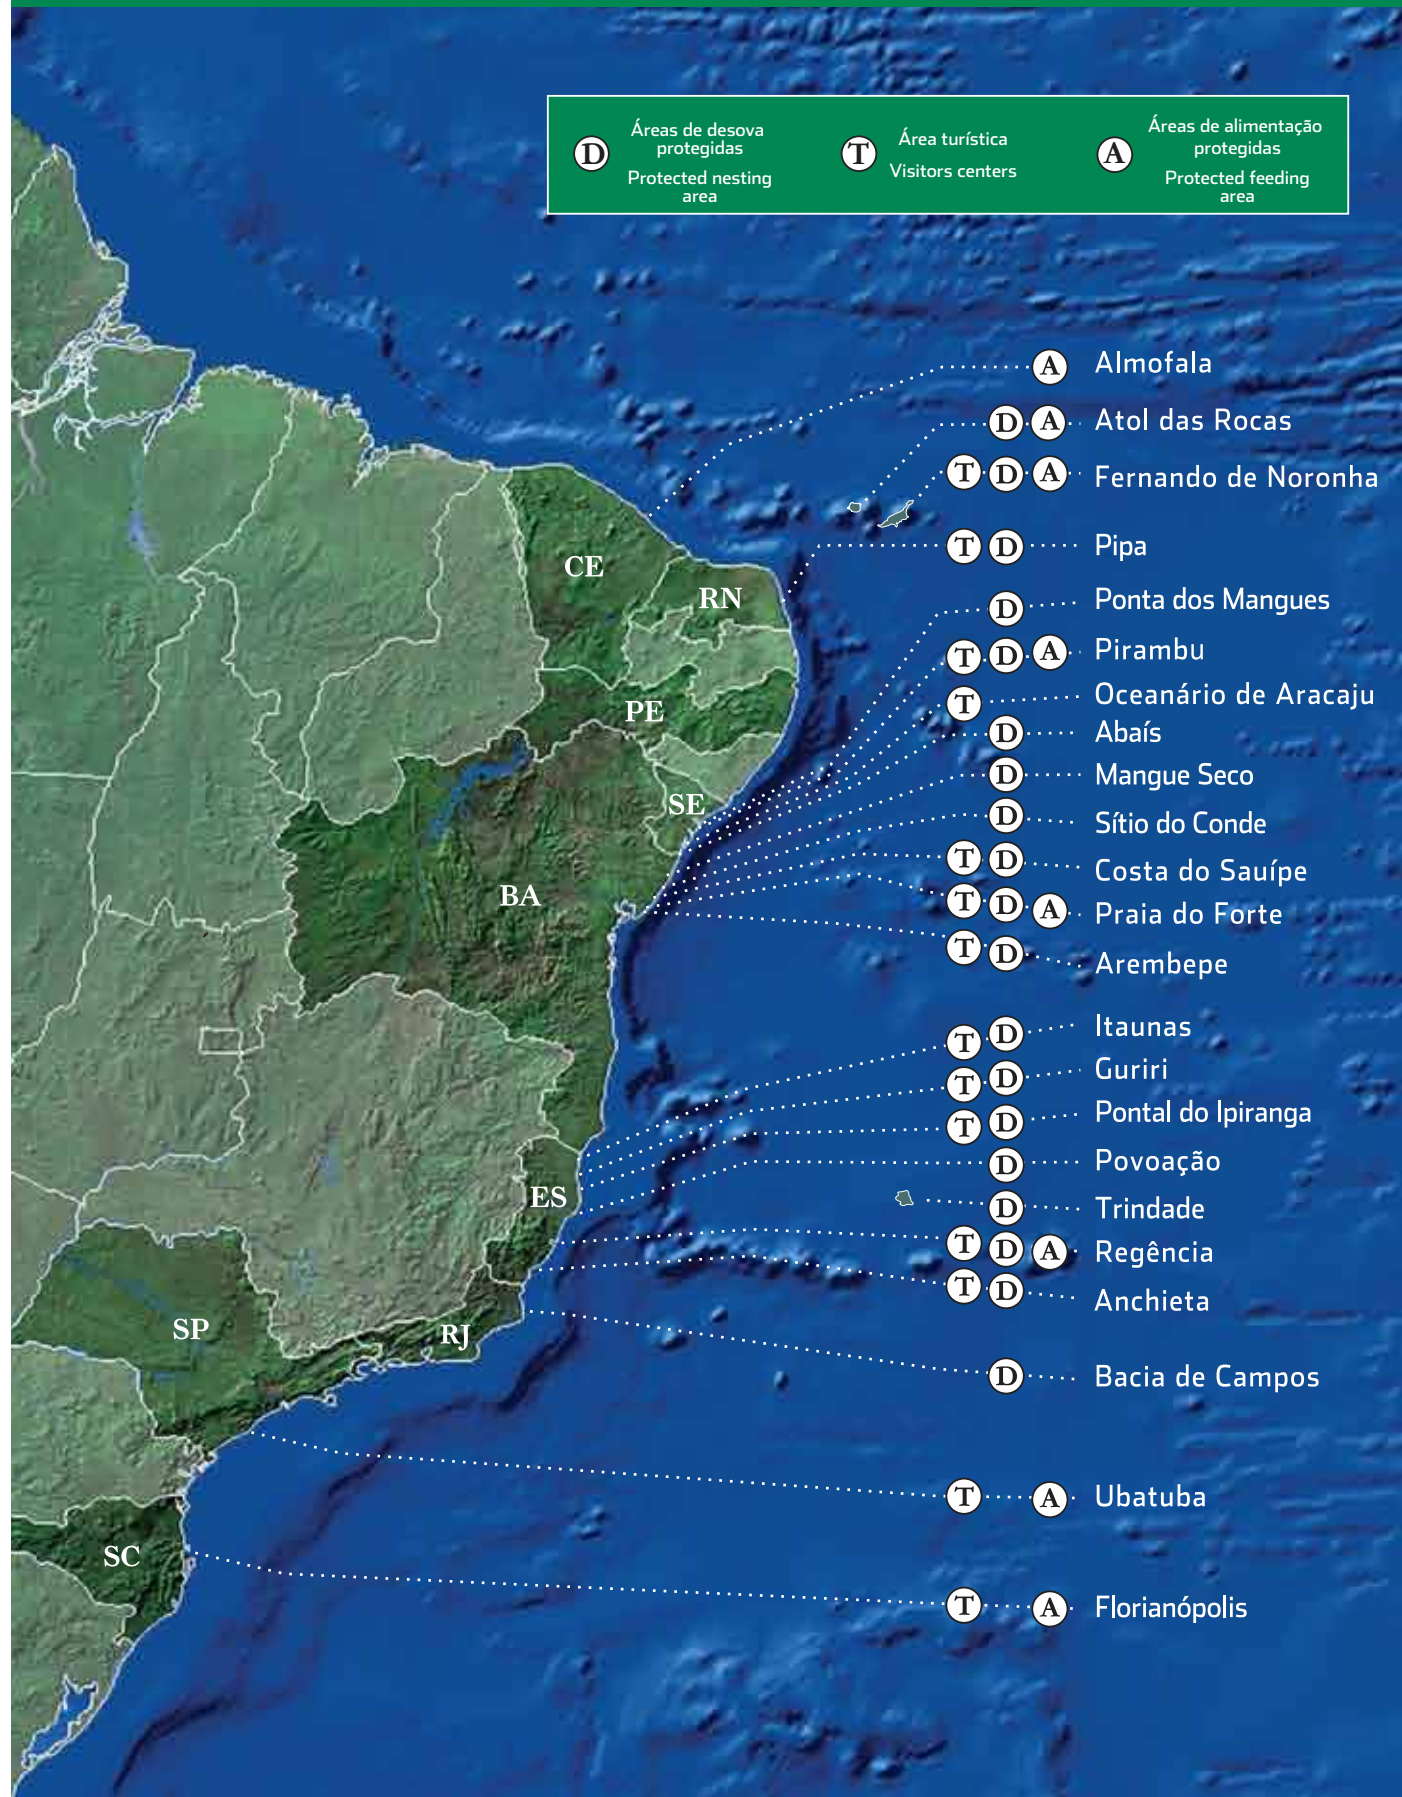 D
Áreas de desova
protegidas
Protected nesting
area
T
Área turística
Visitors centers
A
Áreas de alimentação
protegidas
Protected feeding
area
A Almofala
D A Atol das Rocas
T D A Fernando de Noronha
T D Pipa
D Ponta dos Mangues
T D A Pirambu
T Oceanário de Aracaju
D Abaís
D Mangue Seco
D Sítio do Conde
T D Costa do Sauípe
T D A Praia do Forte
T D Arembepe
T D Itaunas
T D Guriri
T D Pontal do Ipiranga
D Povoação
D Trindade
T D A Regência
T D Anchieta
D Bacia de Campos
T A Ubatuba
T A Florianópolis
CE
RN
PE
SE
BA
ES
SP
RJ
SC